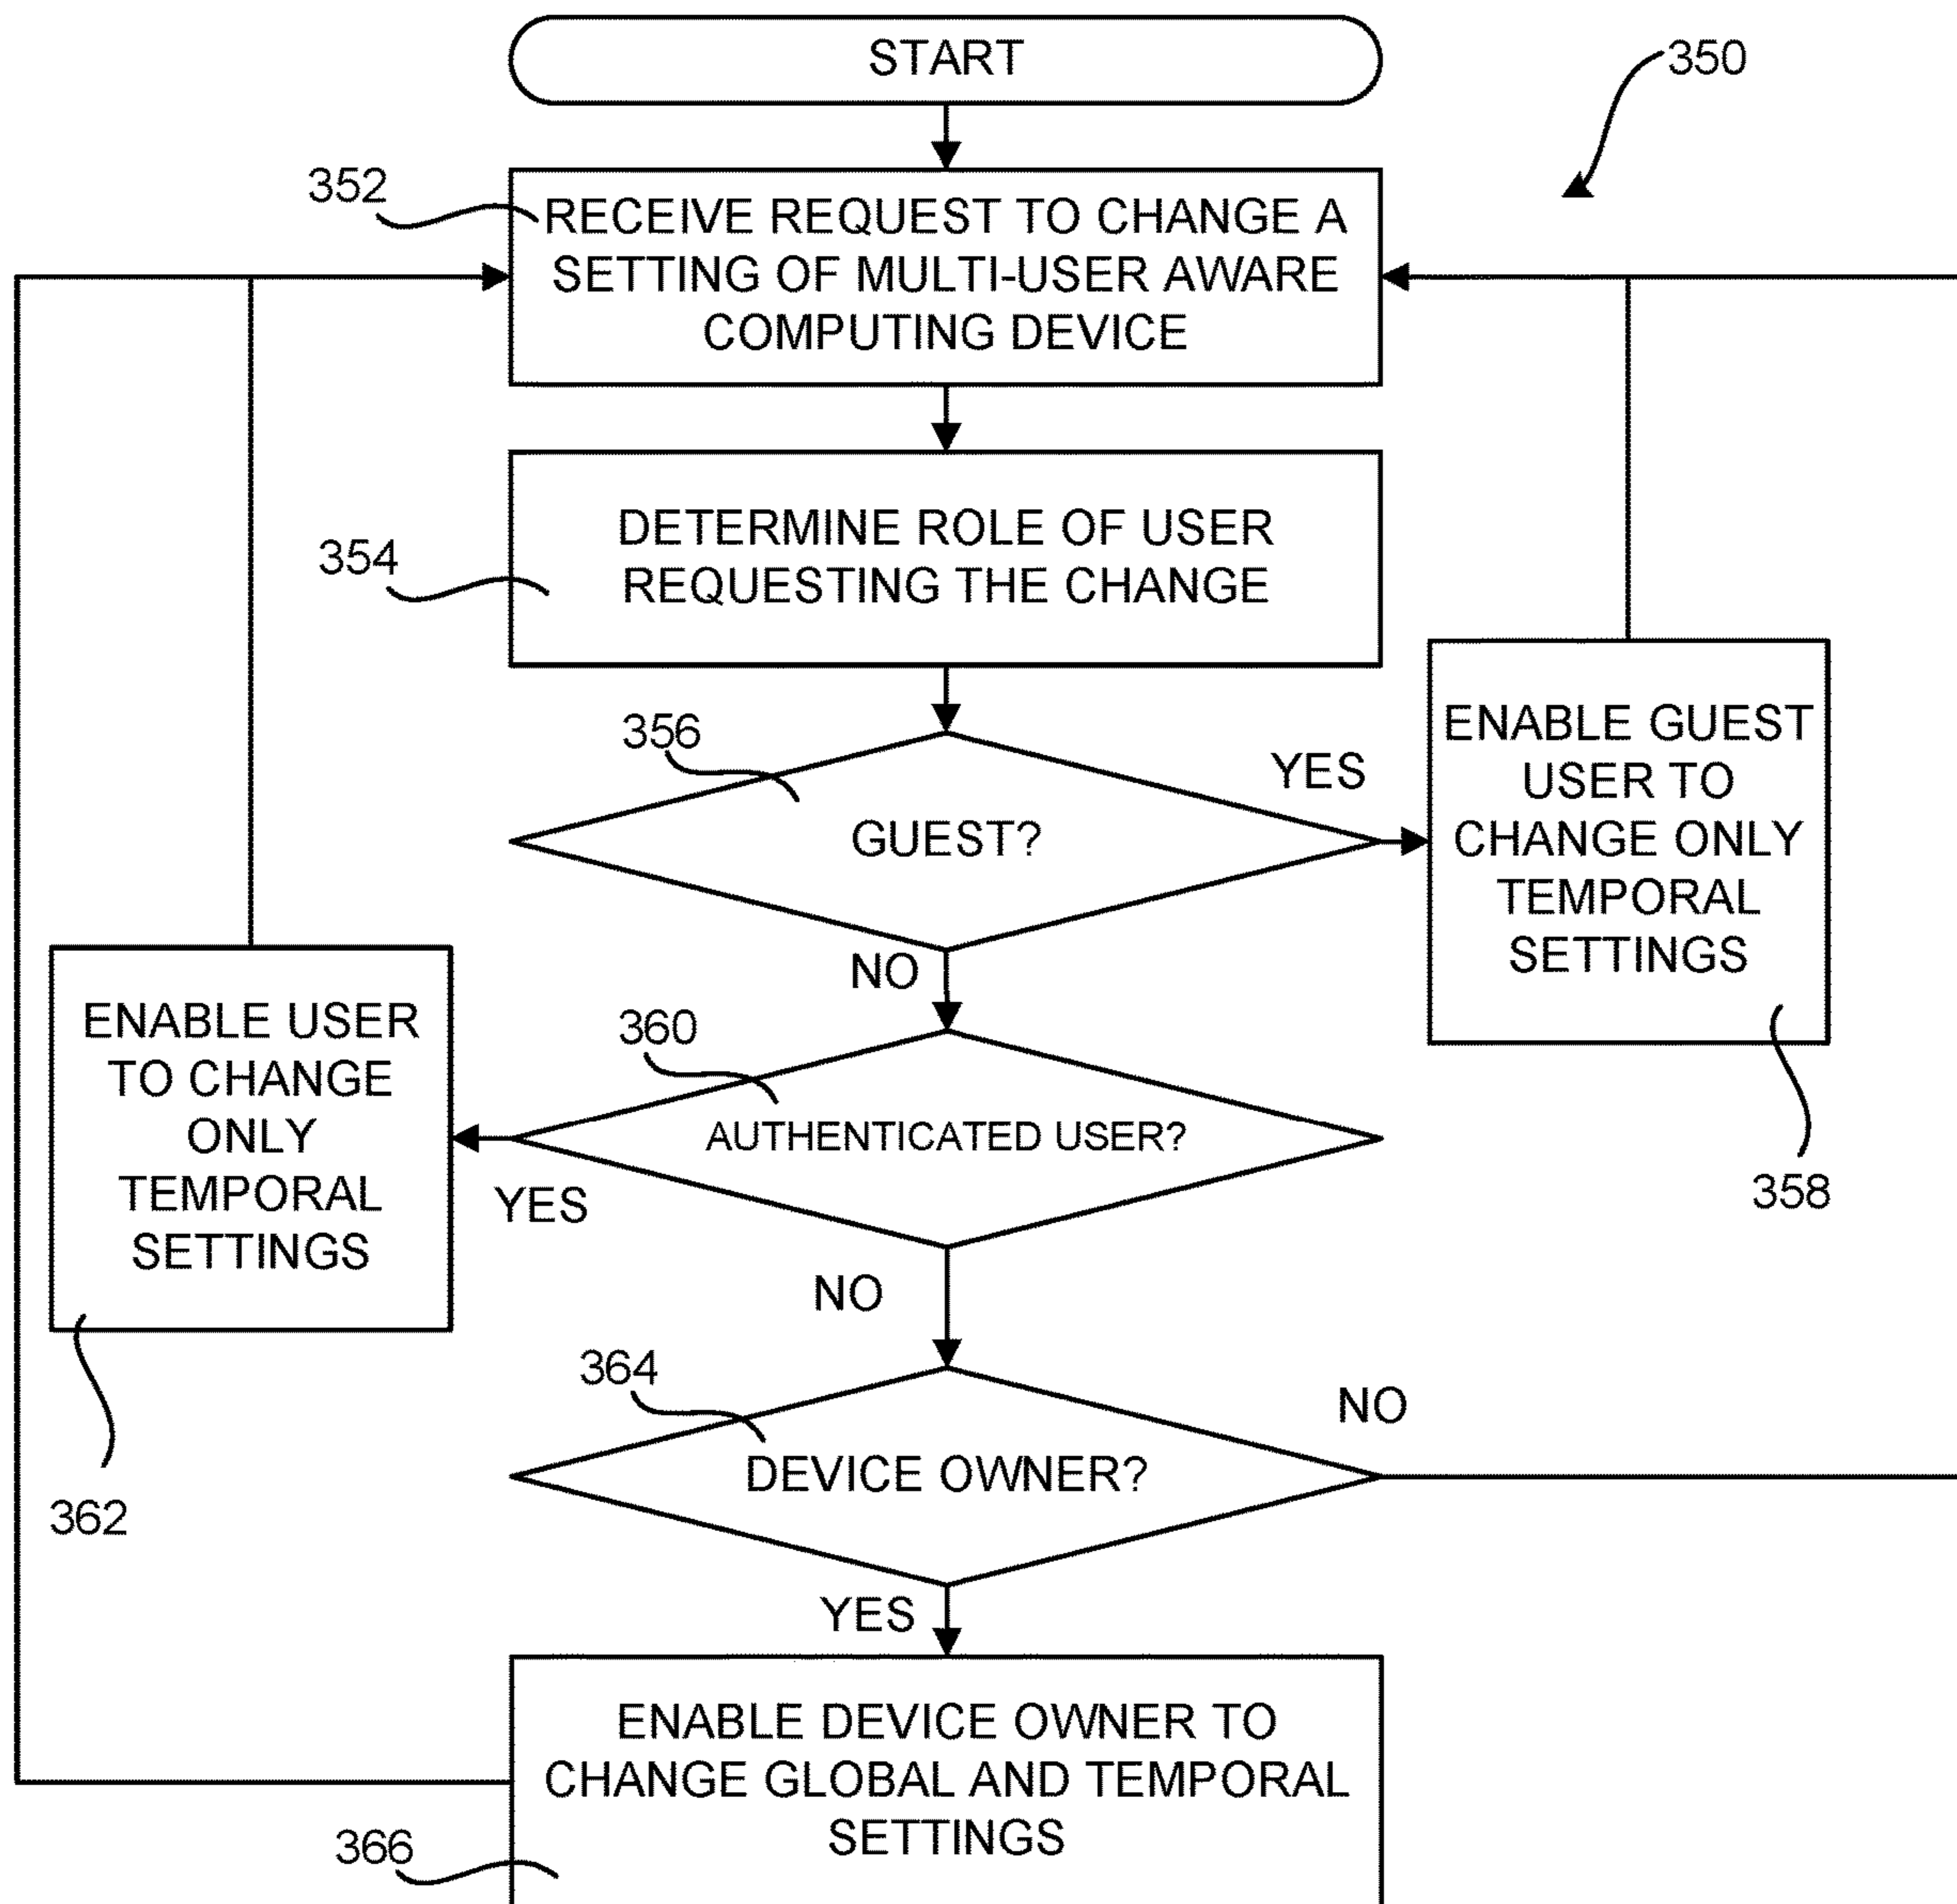 START
350
352
RECEIVE REQUEST TO CHANGE A
SETTING OF MULTI-USER AWARE
COMPUTING DEVICE
354
DETERMINE ROLE OF USER
REQUESTING THE CHANGE
356
GUEST?
YES
ENABLE GUEST
USER TO
CHANGE ONLY
TEMPORAL
SETTINGS
358
NO
360
AUTHENTICATED USER?
YES
ENABLE USER
TO CHANGE
ONLY
TEMPORAL
SETTINGS
362
NO
364
DEVICE OWNER?
NO
YES
ENABLE DEVICE OWNER TO
CHANGE GLOBAL AND TEMPORAL
SETTINGS
366